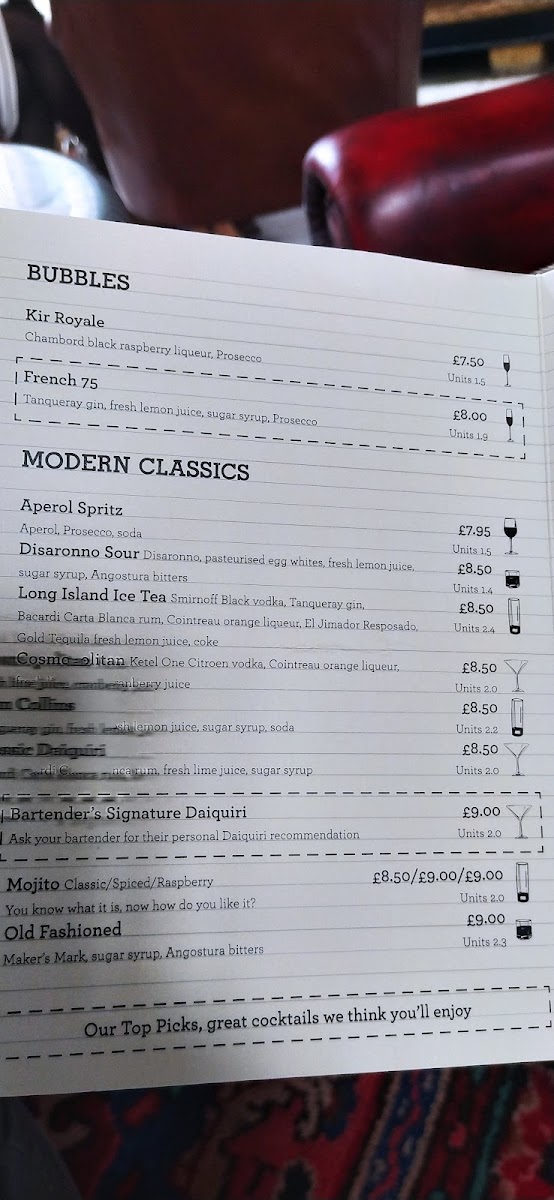 BUBBLES
Kir Royale
Chambord black raspberry liqueur, Prosecco
£7.50
Units 1.5
French 75
Tanqueray gin, fresh lemon juice, sugar syrup, Prosecco
£8.00
Units 1.9
MODERN CLASSICS
Aperol Spritz
Aperol, Prosecco, soda
£7.95
Units 1.5
Disaronno Sour Disaronno, pasteurised egg whites, fresh lemon juice,
sugar syrup, Angostura bitters
£8.50
Units 1.4
Long Island Ice Tea Smirnoff Black vodka, Tanqueray gin,
Bacardi Carta Blanca rum, Cointreau orange liqueur, El Jimador Resposado,
Gold Tequila fresh lemon juice, coke
£8.50
Units 2.4
Cosmopolitan Ketel One Citroen vodka, Cointreau orange liqueur,
juice
£8.50
Units 2.0
Collins
lemon juice, sugar syrup, soda
£8.50
Units 2.2
Daiquiri
rum, fresh lime juice, sugar syrup
£8.50
Units 2.0
Bartender's Signature Daiquiri
Ask your bartender for their personal Daiquiri recommendation
£9.00
Units 2.0
Mojito Classic/Spiced/Raspberry
You know what it is, now how do you like it?
£8.50/£9.00/£9.00
Units 2.0
Old Fashioned
Maker's Mark, sugar syrup, Angostura bitters
£9.00
Units 2.3
Our Top Picks, great cocktails we think you'll enjoy